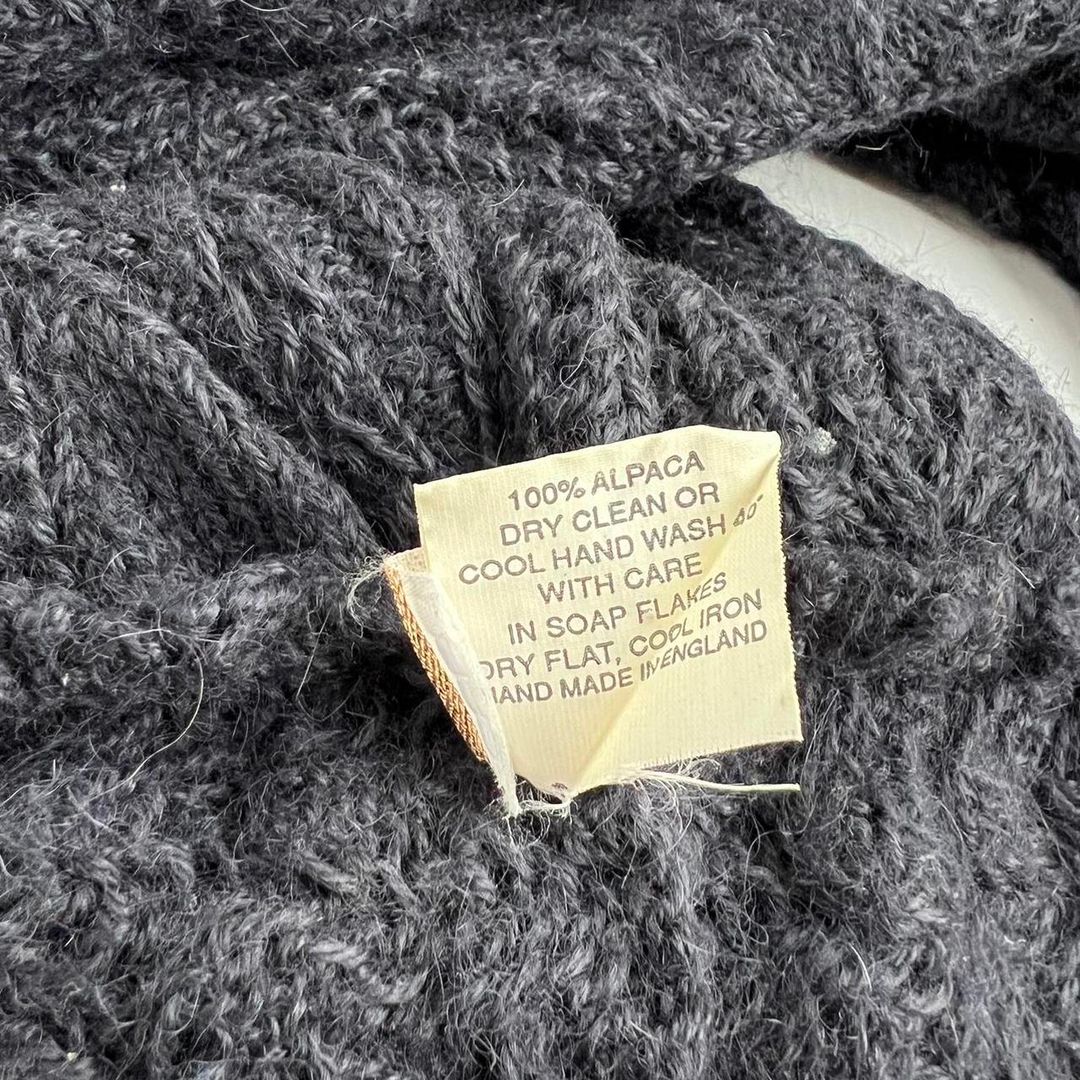 100% ALPACA
DRY CLEAN OR
COOL HAND WASH 40°
WITH CARE
IN SOAP FLAKES
DRY FLAT, COOL IRON
HAND MADE IN ENGLAND